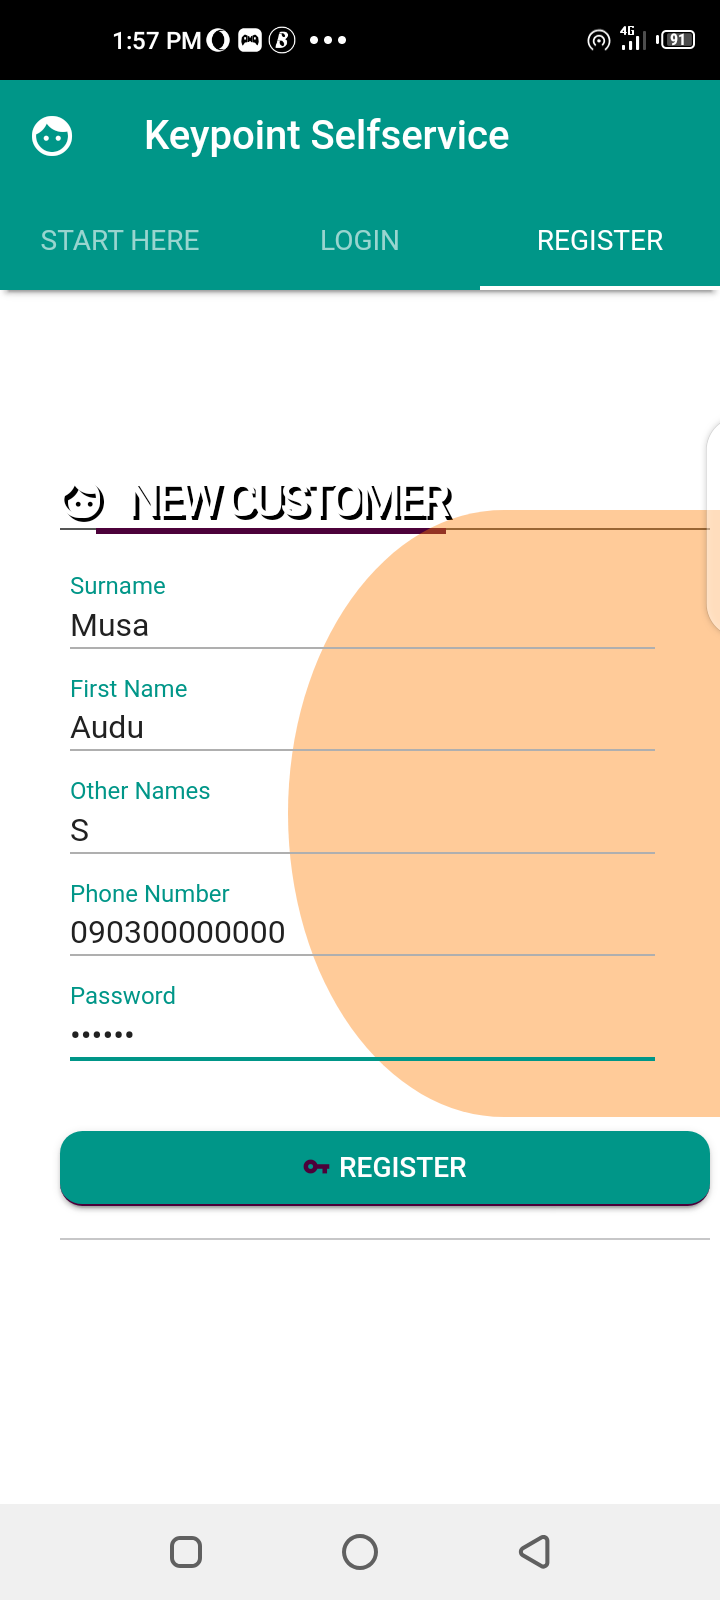 1:57 PM
4G
91
Keypoint Selfservice
START HERE
LOGIN
REGISTER
NEW CUSTOMER
Surname
Musa
First Name
Audu
Other Names
S
Phone Number
090300000000
Password
••••••
REGISTER